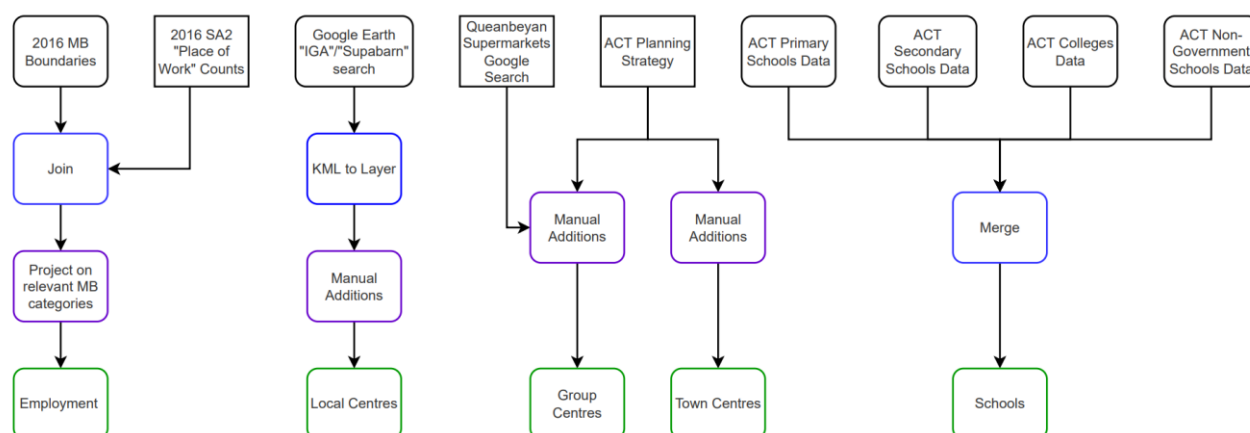 2016 MB
Boundaries
2016 SA2
"Place of
Work" Counts
Google Earth
"IGA"/"Supabarn"
search
Queanbeyan
Supermarkets
Google
Search
ACT Planning
Strategy
ACT Primary
Schools Data
ACT
Secondary
Schools Data
ACT Colleges
Data
ACT Non-
Government
Schools Data
Join
KML to Layer
Manual
Additions
Manual
Additions
Merge
Project on
relevant MB
categories
Manual
Additions
Employment
Local Centres
Group
Centres
Town Centres
Schools